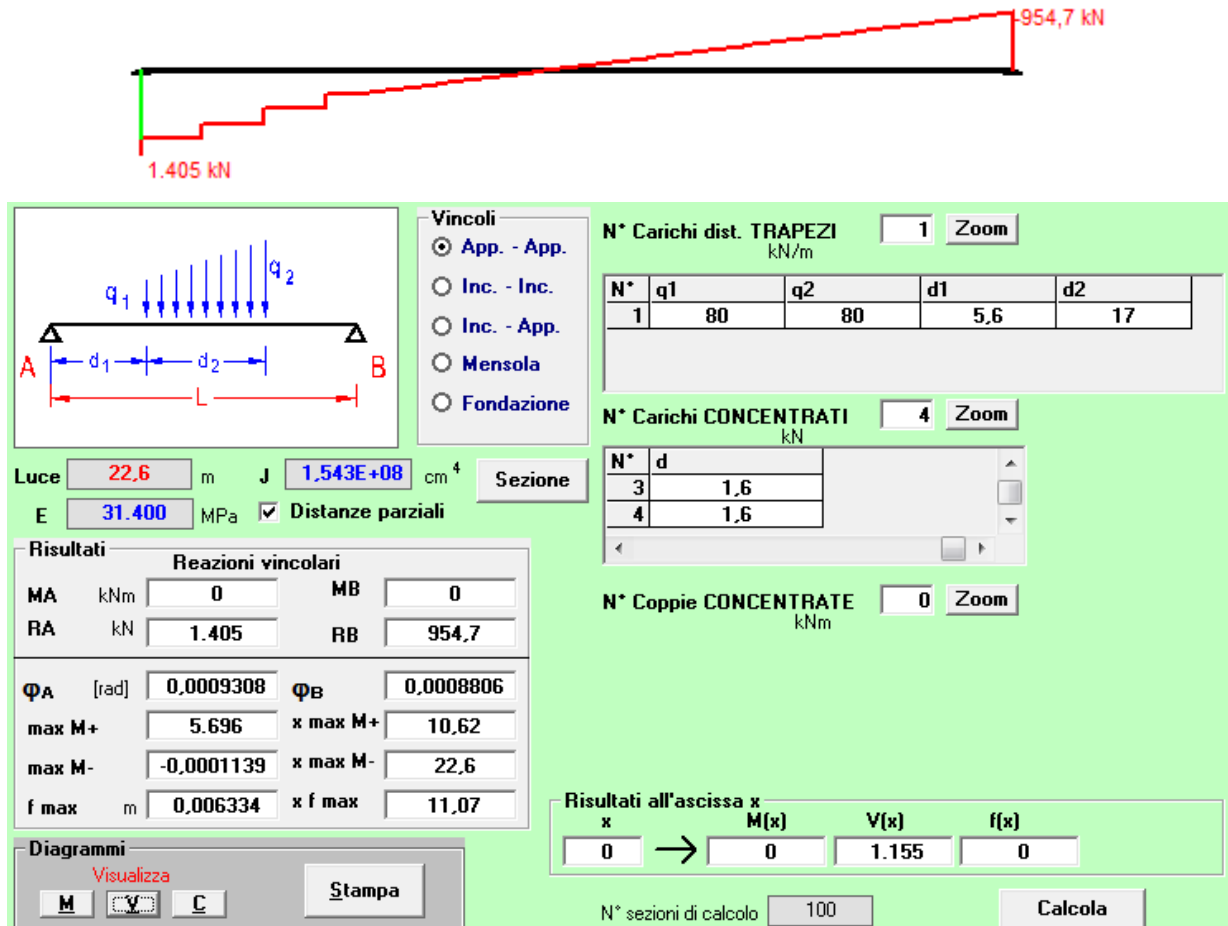 -954,7 kN
1.405 kN
q1
q2
A
d1
d2
B
L
Vincoli
App. - App.
Inc. - Inc.
Inc. - App.
Mensola
Fondazione
N° Carichi dist. TRAPEZI 1 Zoom
kN/m
N° q1 q2 d1 d2
1 80 80 5,6 17
N° Carichi CONCENTRATI 4 Zoom
kN
N° d
3 1,6
4 1,6
N° Coppie CONCENTRATE 0 Zoom
kNm
Luce 22,6 m J 1,543E+08 cm 4 Sezione
E 31.400 MPa Distanze parziali
Risultati
Reazioni vincolari
MA kNm 0 MB 0
RA kN 1.405 RB 954,7
φA [rad] 0,0009308 φB 0,0008806
max M+ 5.696 x max M+ 10,62
max M- -0,0001139 x max M- 22,6
f max m 0,006334 x f max 11,07
Risultati all'ascissa x
x M(x) V(x) f(x)
0 0 1.155 0
Diagrammi
Visualizza
M V C Stampa
N° sezioni di calcolo 100 Calcola